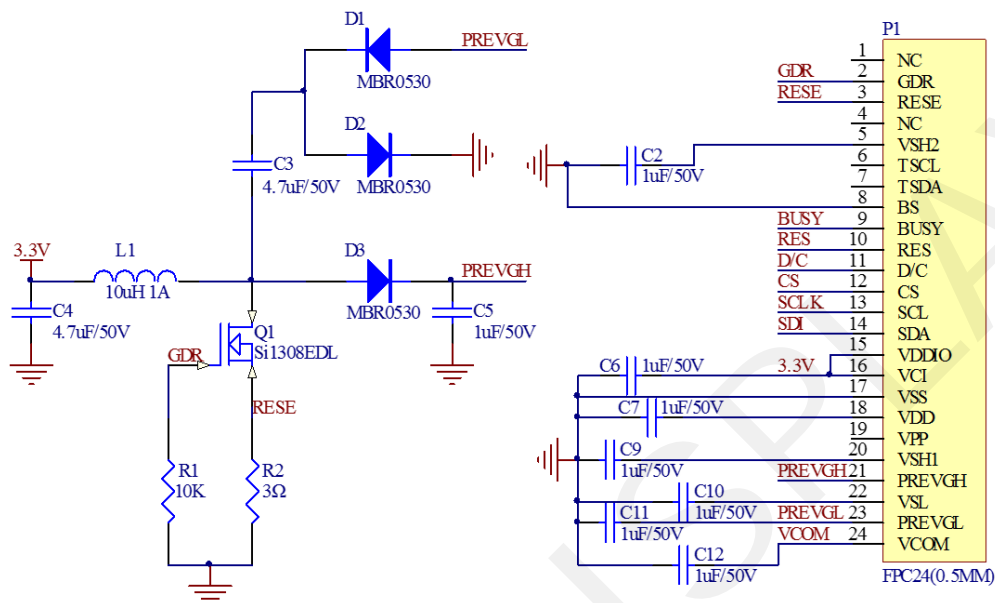 D1
PREVGL
MBR0530
D2
MBR0530
C3
4.7uF/50V
3.3V
L1
10uH 1A
D3
PREVGH
MBR0530
C4
4.7uF/50V
C5
1uF/50V
Q1
Si1308EDL
GDR
RESE
R1
10K
R2
3Ω
P1
1 NC
GDR 2 GDR
RESE 3 RESE
4 NC
5 VSH2
C2
1uF/50V
6 TSCL
7 TSDA
8 BS
BUSY 9 BUSY
RES 10 RES
D/C 11 D/C
CS 12 CS
SCLK 13 SCL
SDI 14 SDA
15 VDDIO
C6 1uF/50V 3.3V 16 VCI
17 VSS
C7 1uF/50V 18 VDD
19 VPP
C9 20 VSH1
1uF/50V
PREVGH 21 PREVGH
C10 22 VSL
1uF/50V
C11 PREVGL 23 PREVGL
1uF/50V
VCOM 24 VCOM
C12
1uF/50V
FPC24(0.5MM)